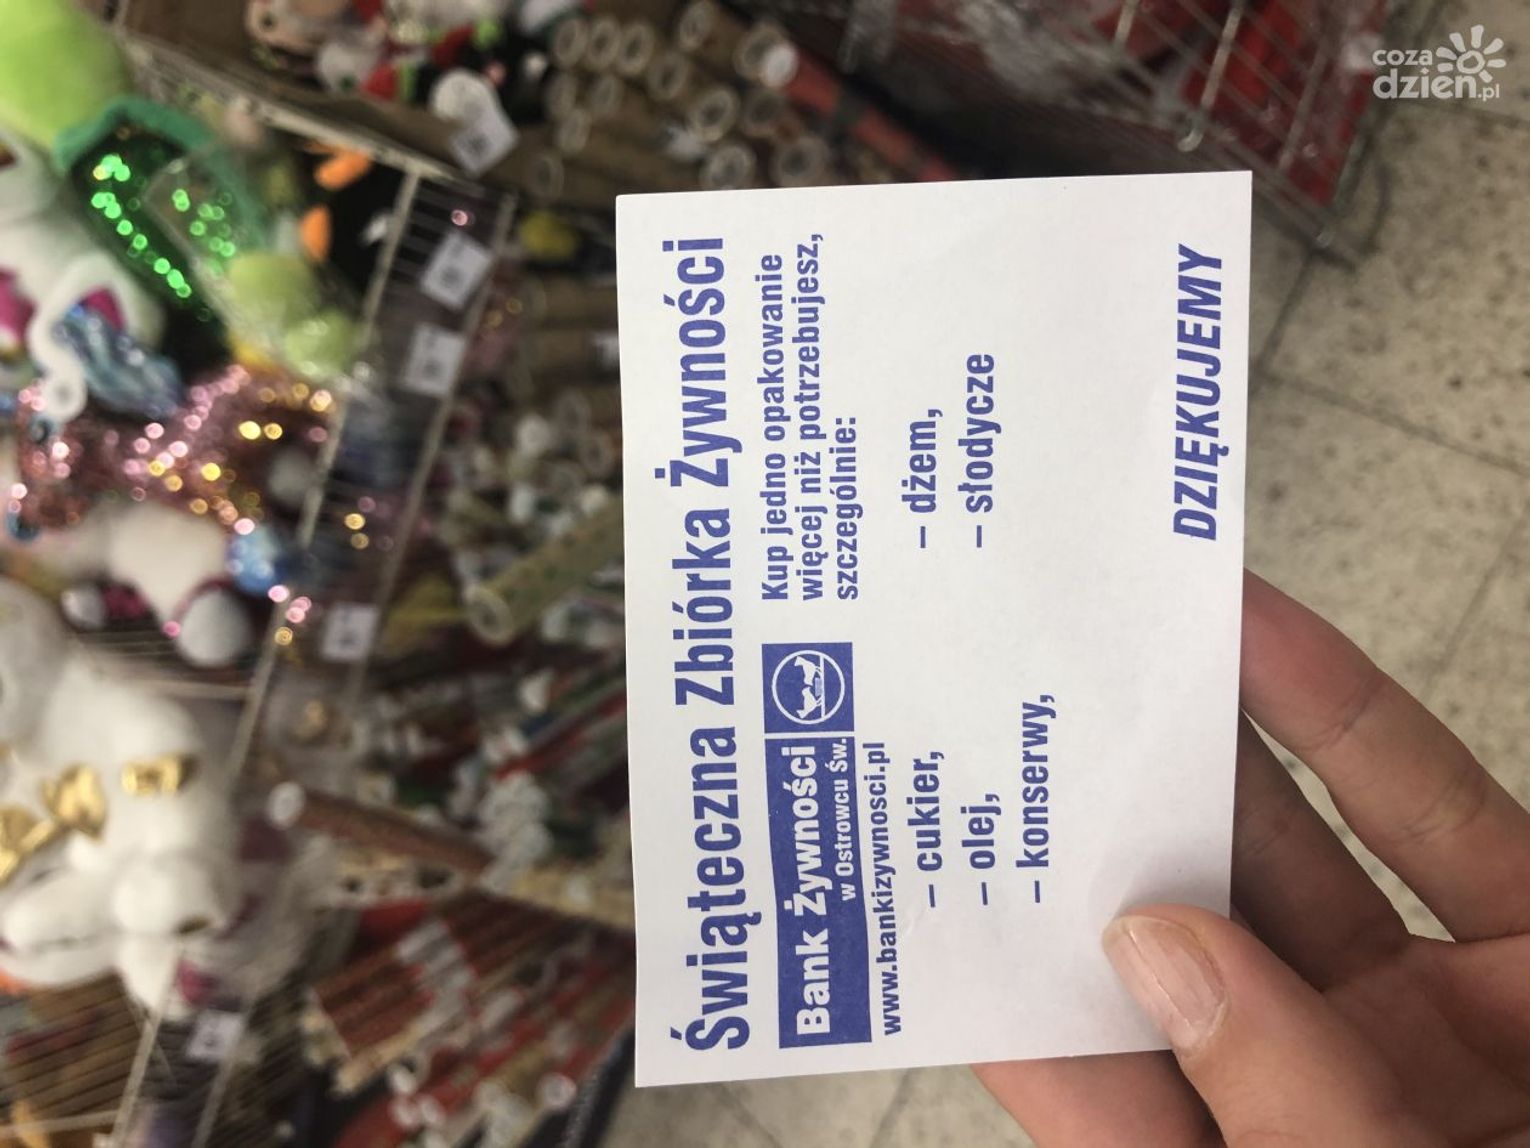 Świąteczna Zbiórka Żywności
Bank Żywności
w Ostrowcu Św.
www.bankizywnosci.pl
Kup jedno opakowanie
więcej niż potrzebujesz,
szczególnie:
– cukier,
– olej,
– konserwy,
– dżem,
– słodycze
DZIĘKUJEMY
coza
dzien.pl